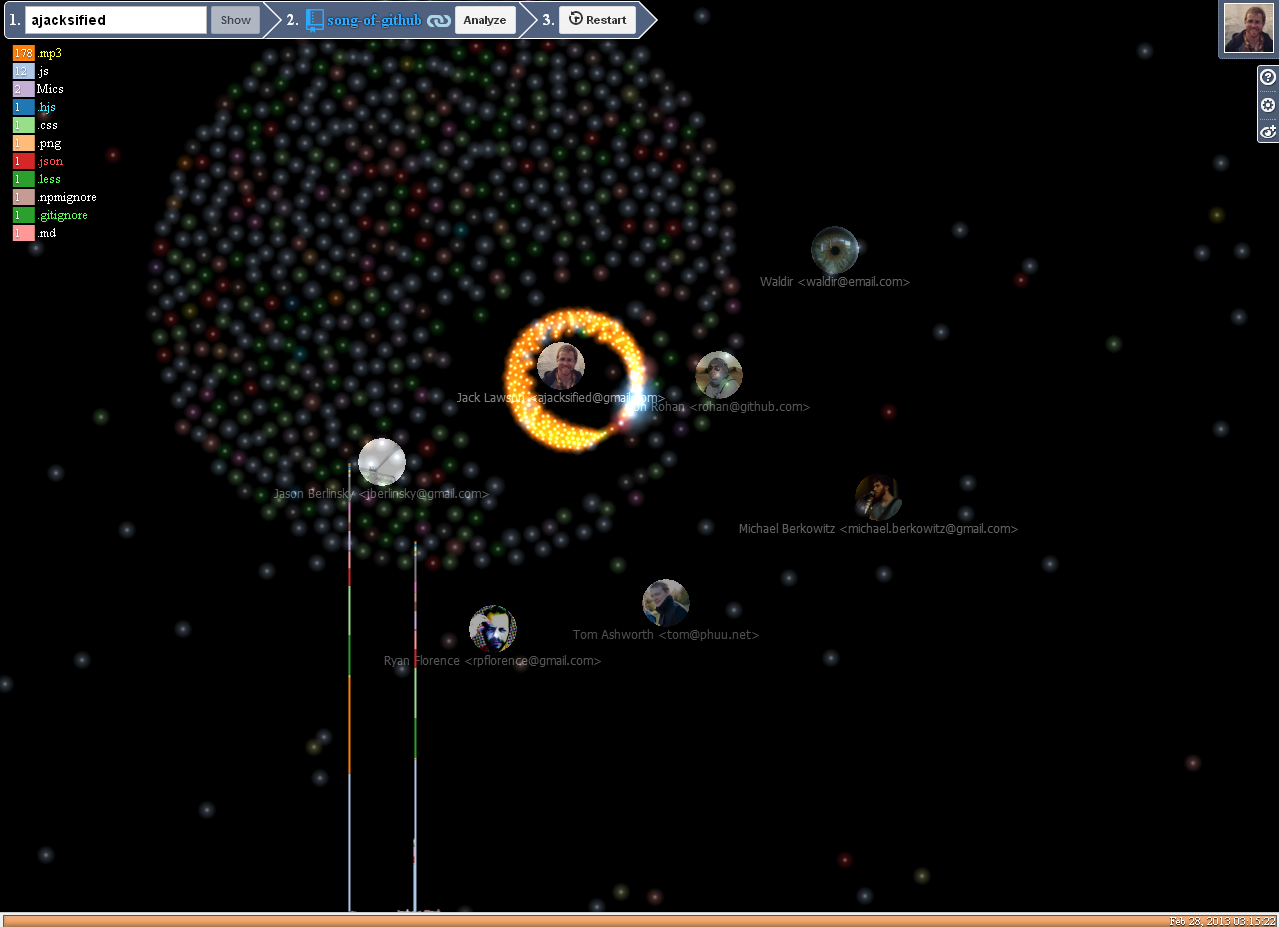 1. ajacksified Show 2. song-of-github Analyze 3. Restart
178 .mp3
12 .js
2 Mics
1 .hjs
1 .css
1 .png
1 .json
1 .less
1 .npmignore
1 .gitignore
1 .md
Waldir <waldir@email.com>
Jack Lawson <ajacksified@gmail.com>
Rohan <rohan@github.com>
Jason Berlinsky <jberlinsky@gmail.com>
Michael Berkowitz <michael.berkowitz@gmail.com>
Tom Ashworth <tom@phuu.net>
Ryan Florence <rpflorence@gmail.com>
Feb 28, 2013 03:15:22